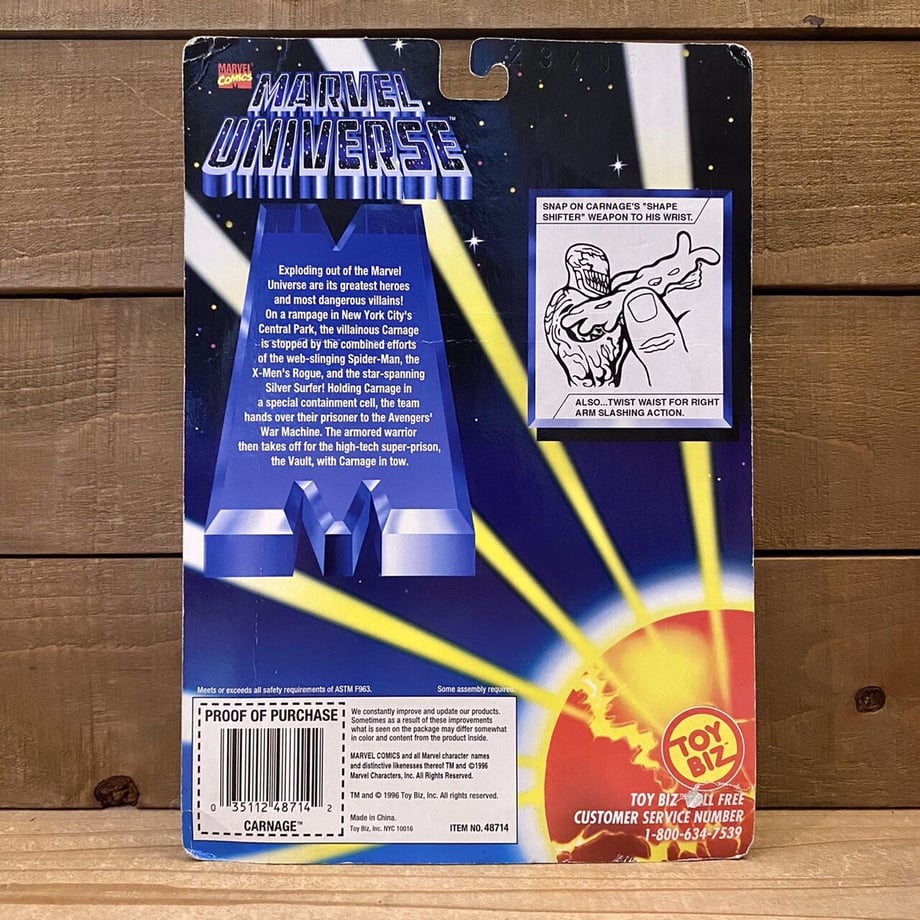 MARVEL
COMICS
MARVEL
UNIVERSE™
Exploding out of the Marvel
Universe are its greatest heroes
and most dangerous villains!
On a rampage in New York City's
Central Park, the villainous Carnage
is stopped by the combined efforts
of the web-slinging Spider-Man, the
X-Men's Rogue, and the star-spanning
Silver Surfer! Holding Carnage in
a special containment cell, the team
hands over their prisoner to the Avengers'
War Machine. The armored warrior
then takes off for the high-tech super-prison,
the Vault, with Carnage in tow.
SNAP ON CARNAGE'S "SHAPE
SHIFTER" WEAPON TO HIS WRIST.
ALSO...TWIST WAIST FOR RIGHT
ARM SLASHING ACTION.
Meets or exceeds all safety requirements of ASTM F963.
Some assembly required.
PROOF OF PURCHASE
0 35112 48714 2
CARNAGE™
We constantly improve and update our products.
Sometimes as a result of these improvements
what is seen on the package may differ somewhat
in color and content from the product inside.
MARVEL COMICS and all Marvel character names
and distinctive likenesses thereof TM and ©1996
Marvel Characters, Inc. All Rights Reserved.
TM and © 1996 Toy Biz, Inc. All rights reserved.
Made in China.
Toy Biz, Inc. NYC 10016
ITEM NO. 48714
TOY
BIZ
TOY BIZ TOLL FREE
CUSTOMER SERVICE NUMBER
1-800-634-7539